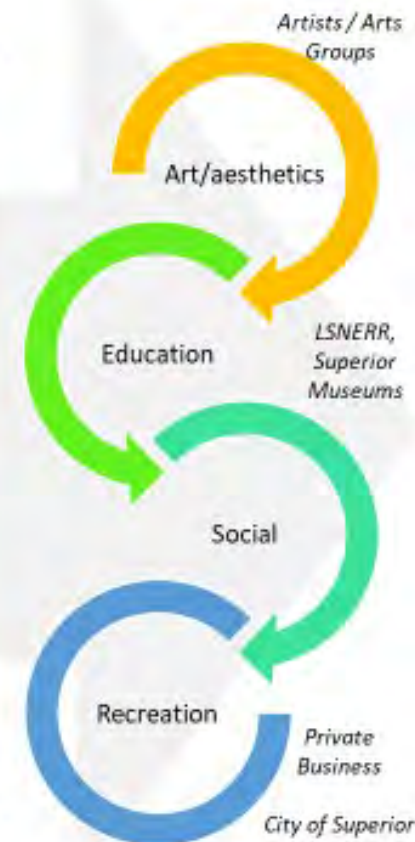 Artists / Arts
Groups
Art/aesthetics
Education
LSNERR,
Superior
Museums
Social
Recreation
Private
Business
City of Superior